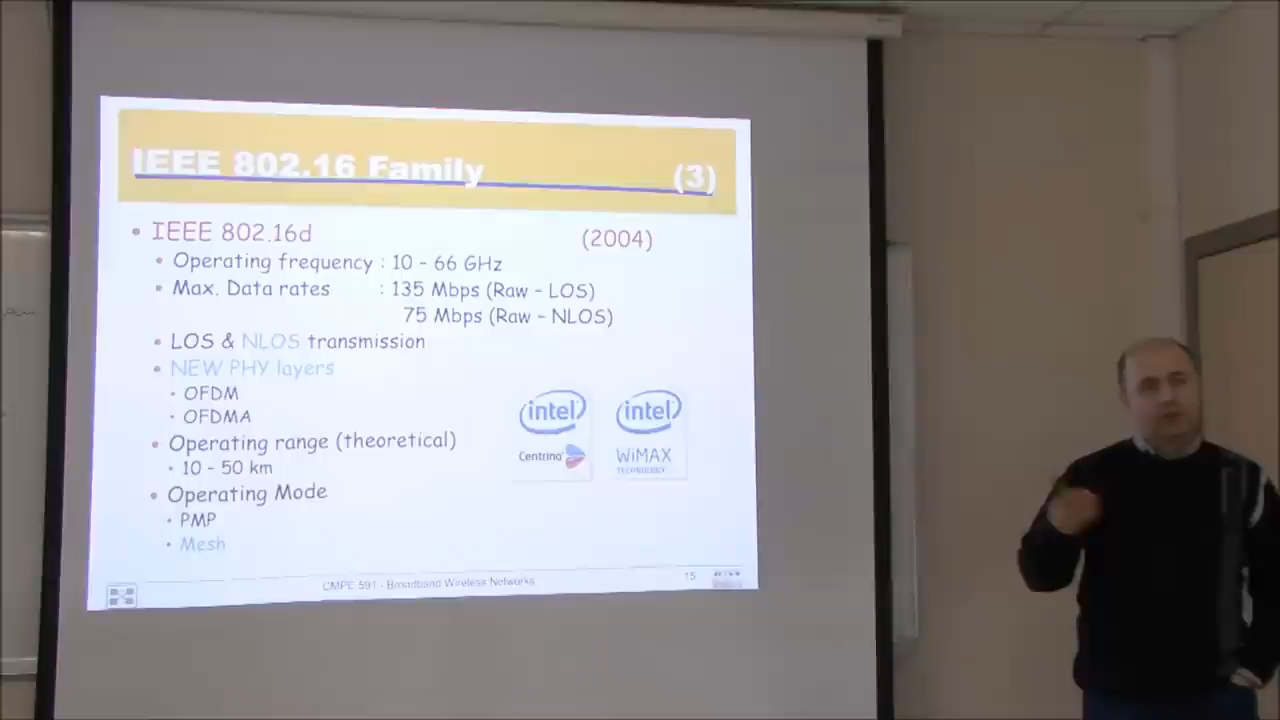 IEEE 802.16 Family (3)
• IEEE 802.16d (2004)
• Operating frequency : 10 - 66 GHz
• Max. Data rates : 135 Mbps (Raw - LOS)
75 Mbps (Raw - NLOS)
• LOS & NLOS transmission
• NEW PHY layers
• OFDM
• OFDMA
• Operating range (theoretical)
• 10 - 50 km
• Operating Mode
• PMP
• Mesh
intel
Centrino
intel
WiMAX
TECHNOLOGY
CMPE 591 - Broadband Wireless Networks 15